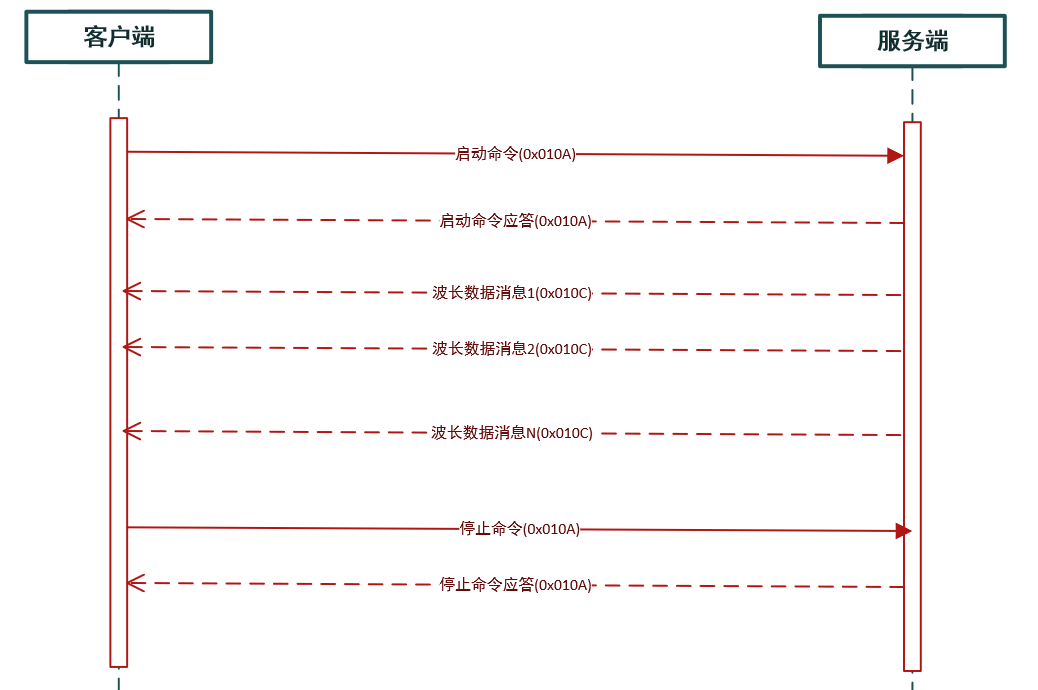 客户端
服务端
启动命令(0x010A)
启动命令应答(0x010A)
波长数据消息1(0x010C)
波长数据消息2(0x010C)
波长数据消息N(0x010C)
停止命令(0x010A)
停止命令应答(0x010A)